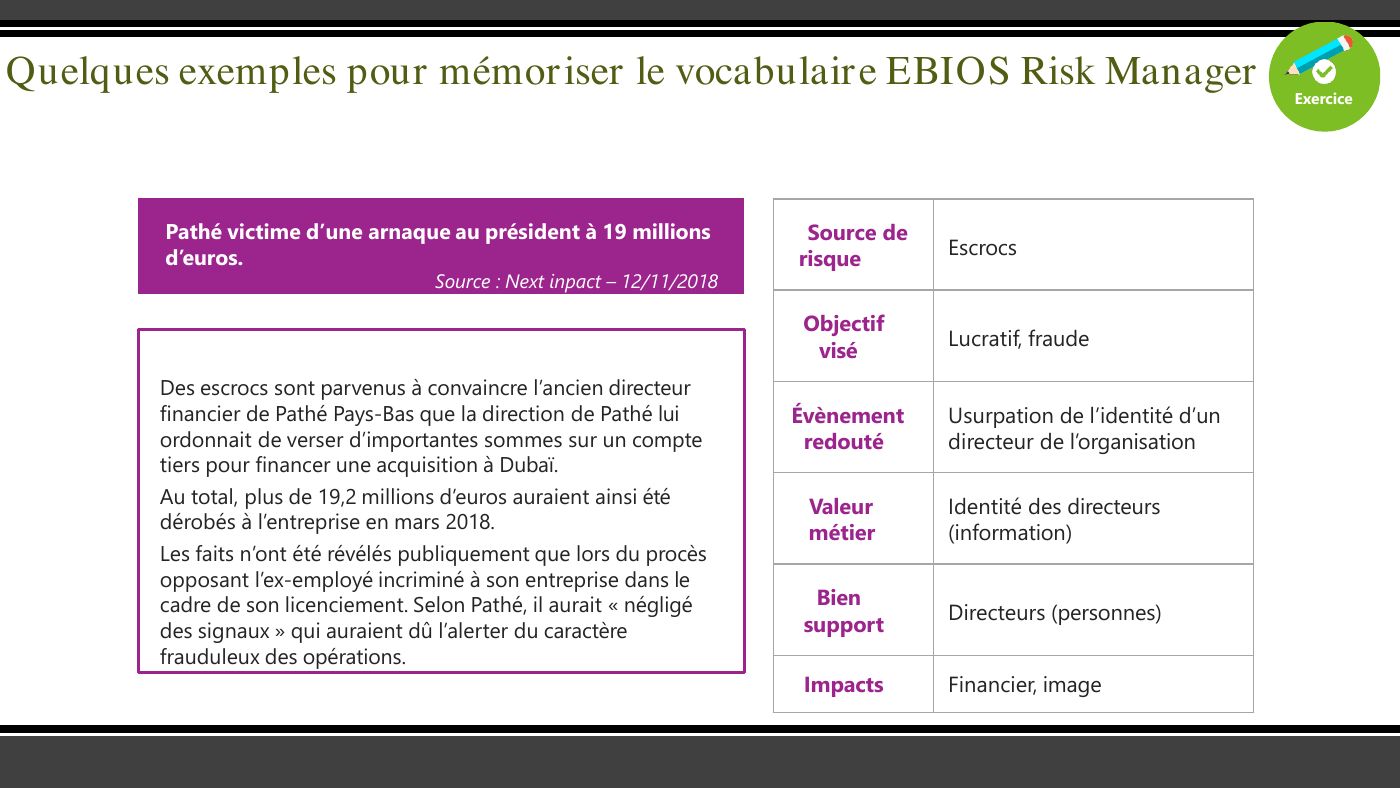 Quelques exemples pour mémoriser le vocabulaire EBIOS Risk Manager
Exercice
Pathé victime d’une arnaque au président à 19 millions
d’euros.
Source : Next inpact – 12/11/2018
Des escrocs sont parvenus à convaincre l’ancien directeur
financier de Pathé Pays-Bas que la direction de Pathé lui
ordonnait de verser d’importantes sommes sur un compte
tiers pour financer une acquisition à Dubaï.
Au total, plus de 19,2 millions d’euros auraient ainsi été
dérobés à l’entreprise en mars 2018.
Les faits n’ont été révélés publiquement que lors du procès
opposant l’ex-employé incriminé à son entreprise dans le
cadre de son licenciement. Selon Pathé, il aurait « négligé
des signaux » qui auraient dû l’alerter du caractère
frauduleux des opérations.
Source de
risque
Escrocs
Objectif
visé
Lucratif, fraude
Évènement
redouté
Usurpation de l’identité d’un
directeur de l’organisation
Valeur
métier
Identité des directeurs
(information)
Bien
support
Directeurs (personnes)
Impacts
Financier, image